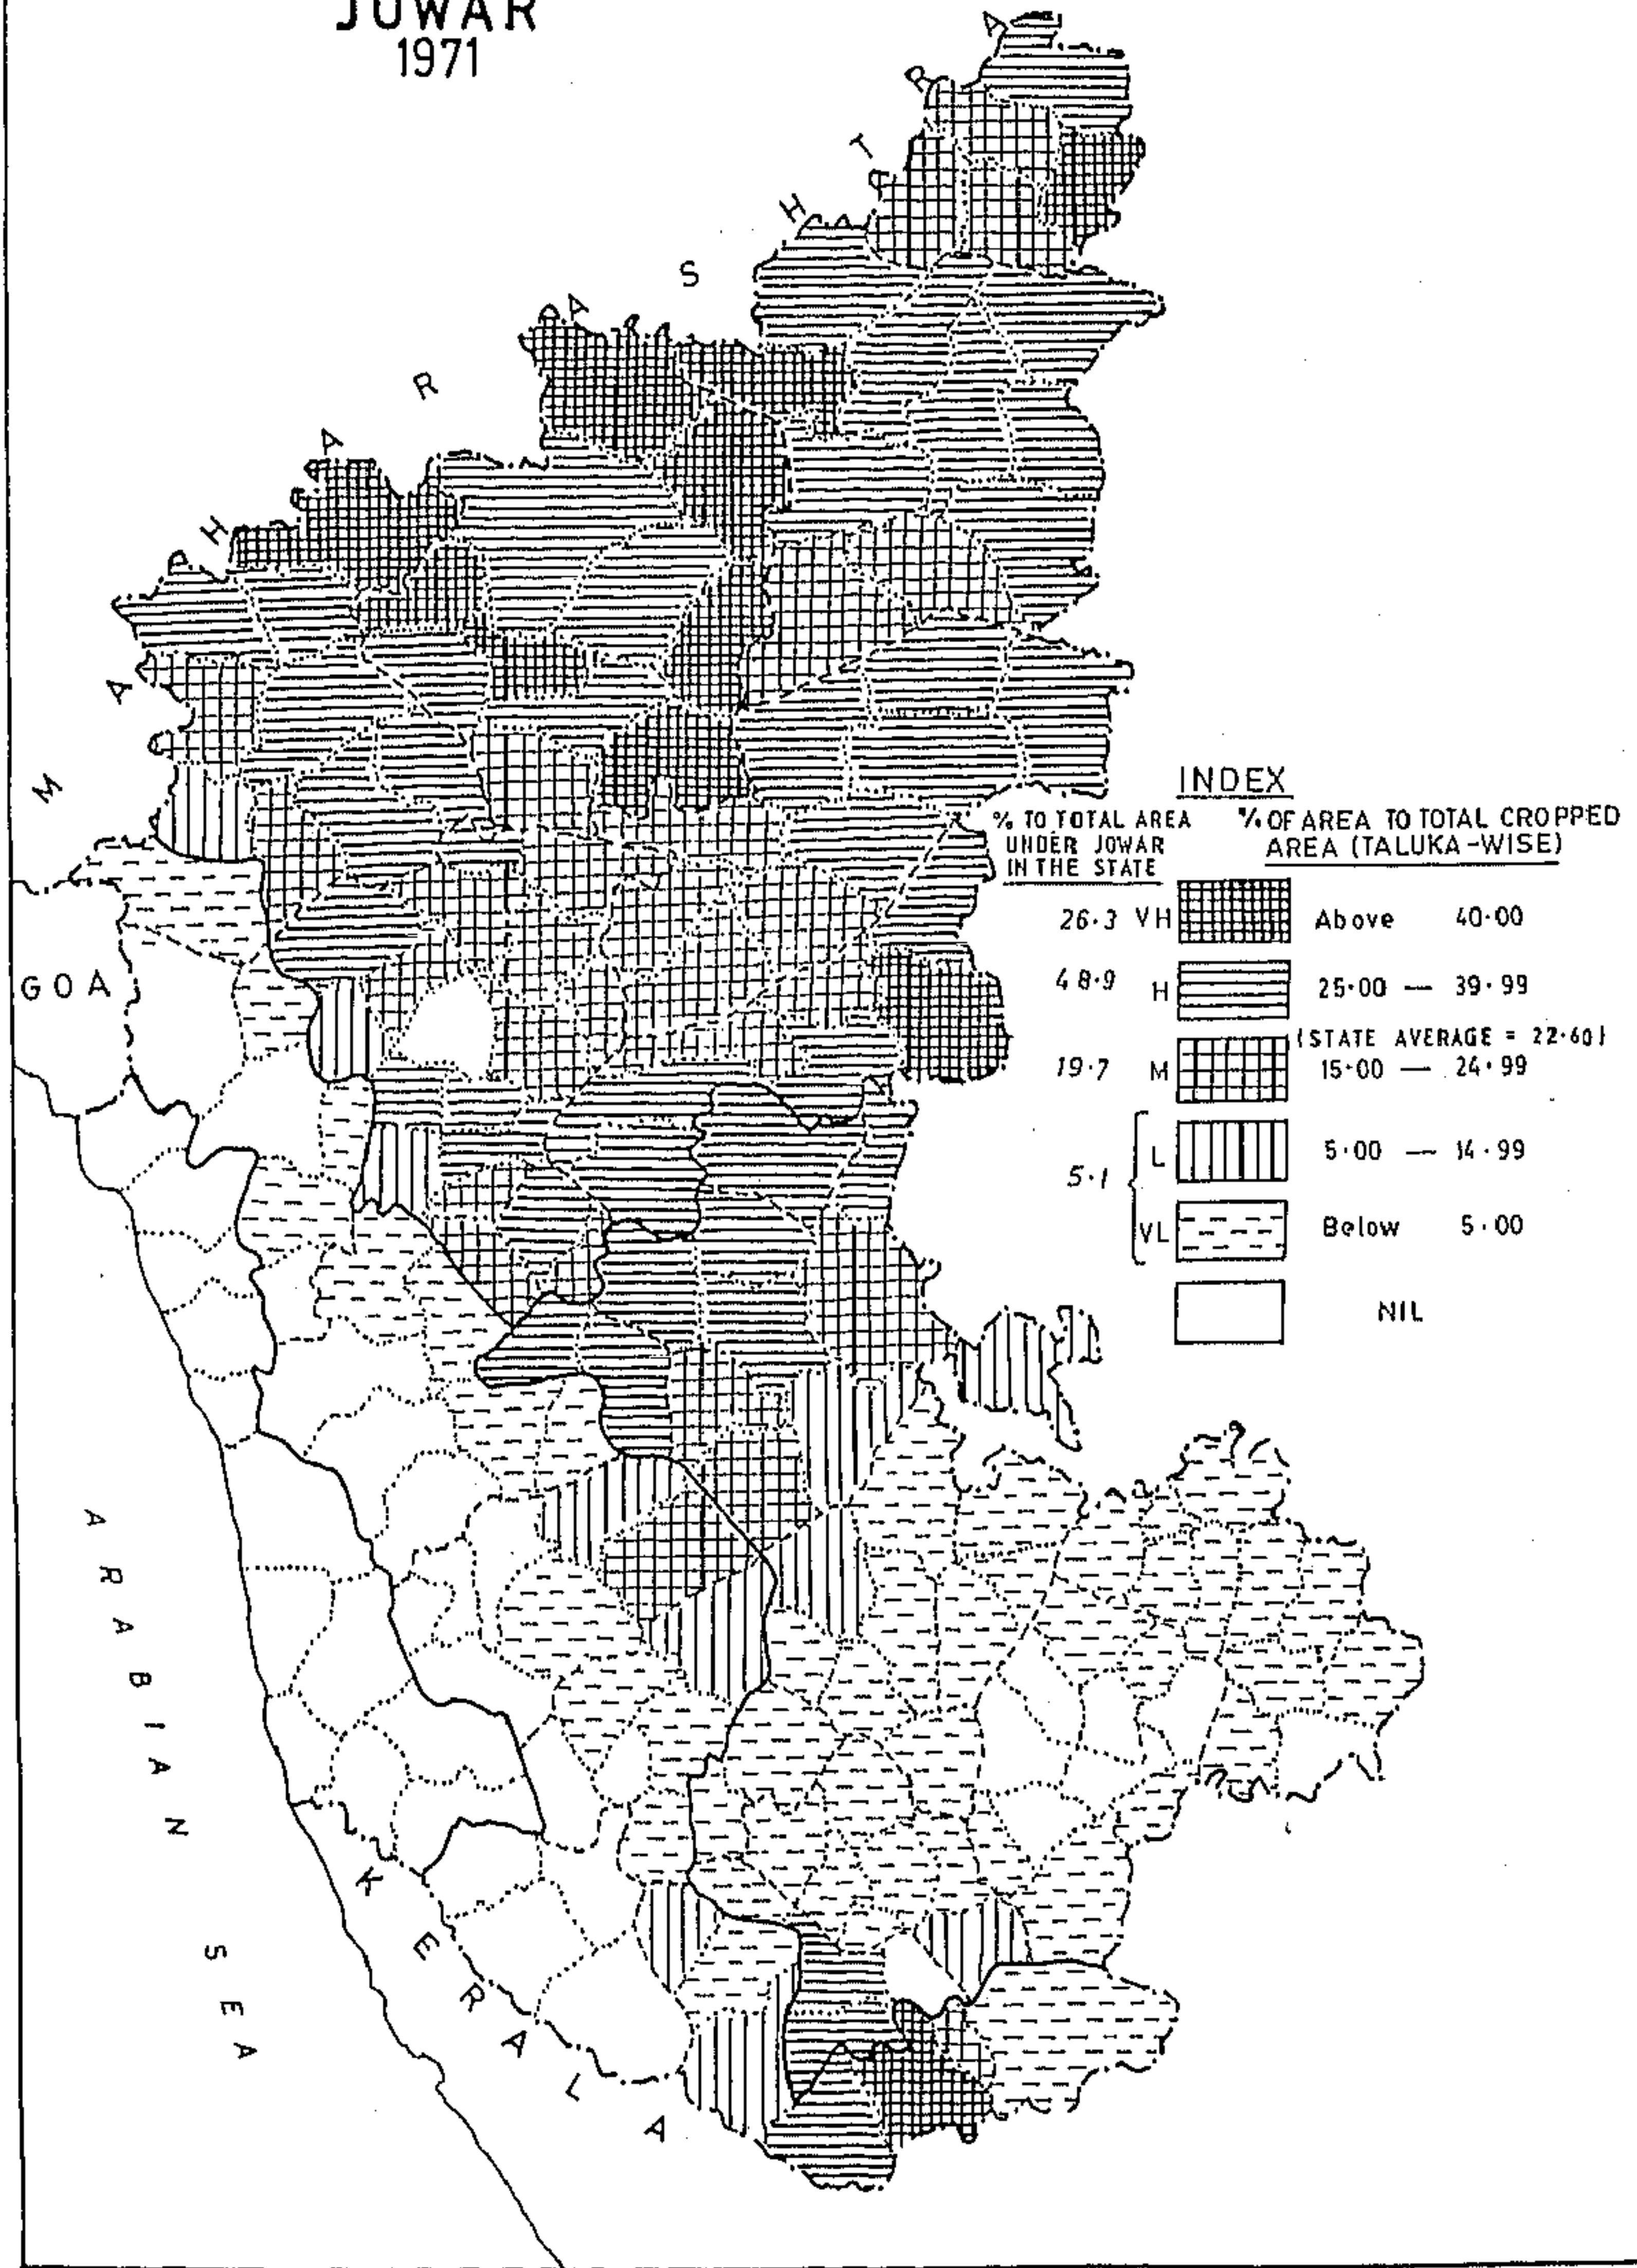 JOWAR
1971
MAHARASHTRA
GOA
ARABIAN SEA
KERALA
INDEX
% TO TOTAL AREA UNDER JOWAR IN THE STATE
% OF AREA TO TOTAL CROPPED AREA (TALUKA-WISE)
26·3 VH Above 40·00
48·9 H 25·00 — 39·99
(STATE AVERAGE = 22·60)
19·7 M 15·00 — 24·99
L 5·00 — 14·99
5·1
VL Below 5·00
NIL